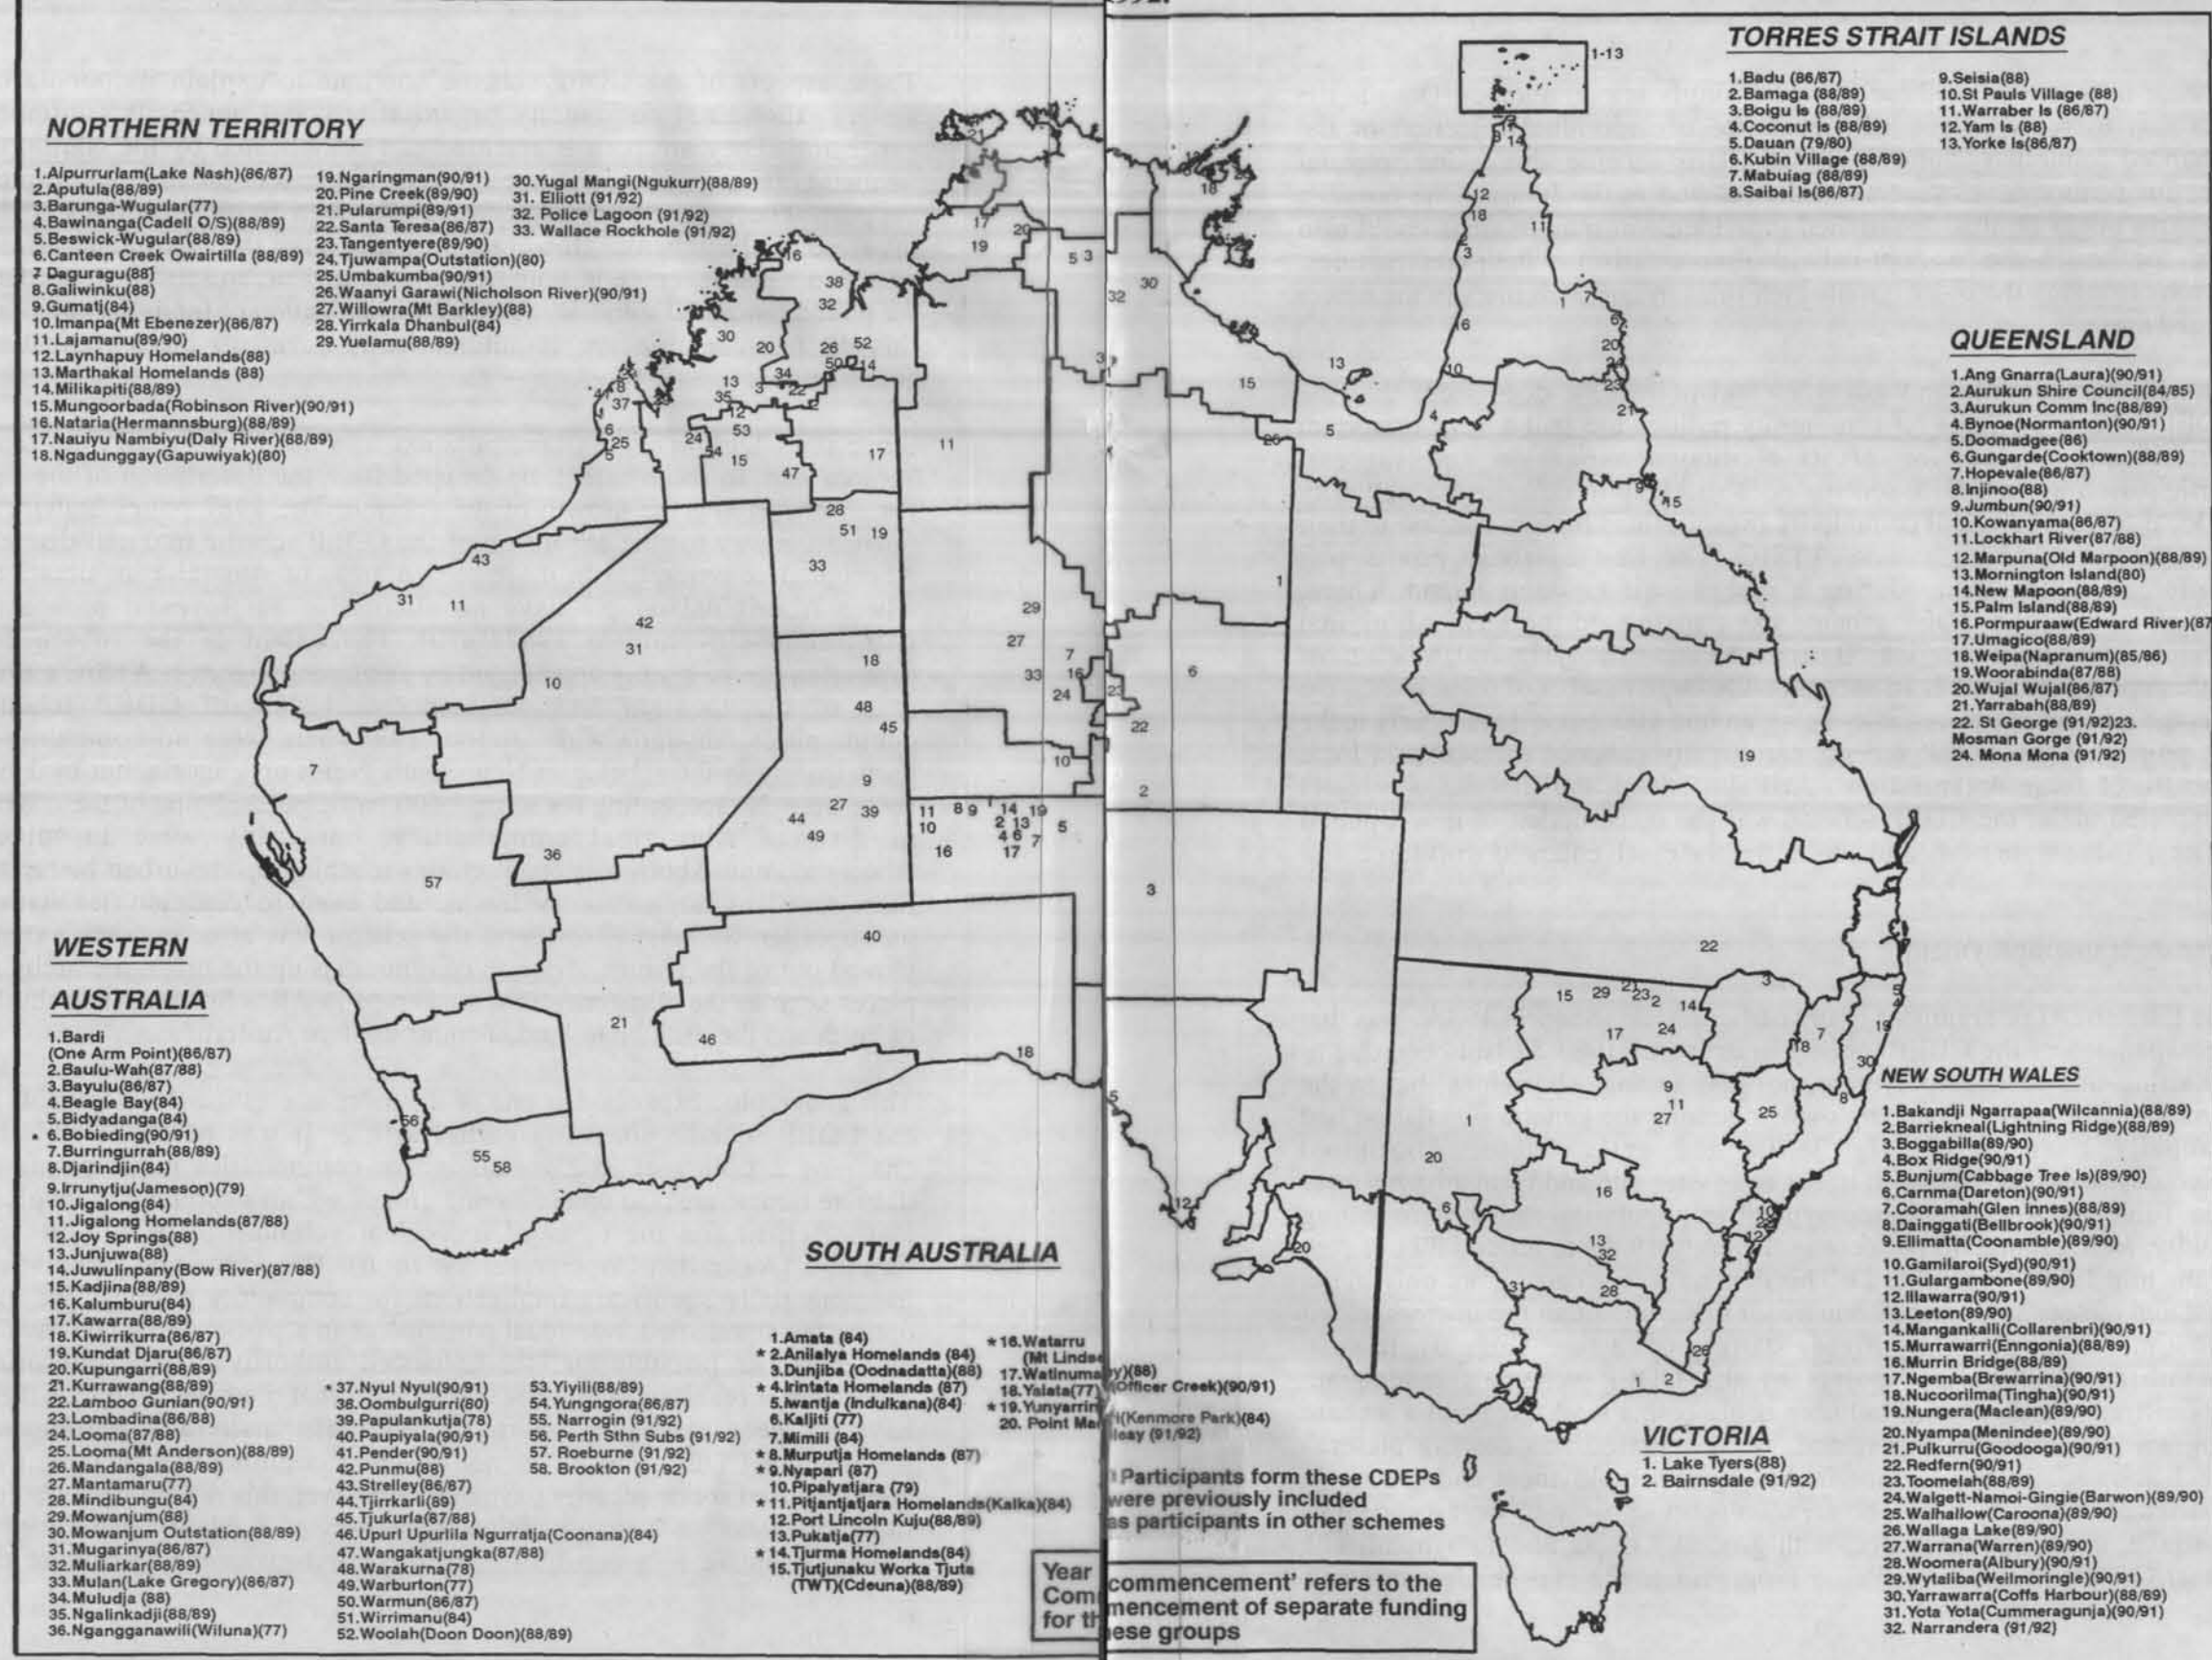 TORRES STRAIT ISLANDS
1.Badu (86/87)
2.Bamaga (88/89)
3.Boigu Is (88/89)
4.Coconut Is (88/89)
5.Dauan (79/80)
6.Kubin Village (88/89)
7.Mabuiag (88/89)
8.Saibai Is(86/87)
9.Seisia(88)
10.St Pauls Village (88)
11.Warraber Is (86/87)
12.Yam Is (88)
13.Yorke Is(86/87)
1-13
NORTHERN TERRITORY
1.Alpurrurlam(Lake Nash)(86/87)
2.Aputula(88/89)
3.Barunga-Wugular(77)
4.Bawinanga(Cadell O/S)(88/89)
5.Beswick-Wugular(88/89)
6.Canteen Creek Owairtilla (88/89)
7 Daguragu(88)
8.Galiwinku(88)
9.Gumatj(84)
10.Imanpa(Mt Ebenezer)(86/87)
11.Lajamanu(89/90)
12.Laynhapuy Homelands(88)
13.Marthakal Homelands (88)
14.Milikapiti(88/89)
15.Mungoorbada(Robinson River)(90/91)
16.Nataria(Hermannsburg)(88/89)
17.Nauiyu Nambiyu(Daly River)(88/89)
18.Ngadunggay(Gapuwiyak)(80)
19.Ngaringman(90/91)
20.Pine Creek(89/90)
21.Pularumpi(89/91)
22.Santa Teresa(86/87)
23.Tangentyere(89/90)
24.Tjuwampa(Outstation)(80)
25.Umbakumba(90/91)
26.Waanyi Garawi(Nicholson River)(90/91)
27.Willowra(Mt Barkley)(88)
28.Yirrkala Dhanbul(84)
29.Yuelamu(88/89)
30.Yugal Mangi(Ngukurr)(88/89)
31. Elliott (91/92)
32. Police Lagoon (91/92)
33. Wallace Rockhole (91/92)
QUEENSLAND
1.Ang Gnarra(Laura)(90/91)
2.Aurukun Shire Council(84/85)
3.Aurukun Comm Inc(88/89)
4.Bynoe(Normanton)(90/91)
5.Doomadgee(86)
6.Gungarde(Cooktown)(88/89)
7.Hopevale(86/87)
8.Injinoo(88)
9.Jumbun(90/91)
10.Kowanyama(86/87)
11.Lockhart River(87/88)
12.Marpuna(Old Marpoon)(88/89)
13.Mornington Island(80)
14.New Mapoon(88/89)
15.Palm Island(88/89)
16.Pormpuraaw(Edward River)(87
17.Umagico(88/89)
18.Weipa(Napranum)(85/86)
19.Woorabinda(87/88)
20.Wujal Wujal(86/87)
21.Yarrabah(88/89)
22. St George (91/92)23.
Mosman Gorge (91/92)
24. Mona Mona (91/92)
WESTERN
AUSTRALIA
1.Bardi
(One Arm Point)(86/87)
2.Baulu-Wah(87/88)
3.Bayulu(86/87)
4.Beagle Bay(84)
5.Bidyadanga(84)
• 6.Bobieding(90/91)
7.Burringurrah(88/89)
8.Djarindjin(84)
9.Irrunytju(Jameson)(79)
10.Jigalong(84)
11.Jigalong Homelands(87/88)
12.Joy Springs(88)
13.Junjuwa(88)
14.Juwulinpany(Bow River)(87/88)
15.Kadjina(88/89)
16.Kalumburu(84)
17.Kawarra(88/89)
18.Kiwirrikurra(86/87)
19.Kundat Djaru(86/87)
20.Kupungarri(88/89)
21.Kurrawang(88/89)
22.Lamboo Gunian(90/91)
23.Lombadina(86/88)
24.Looma(87/88)
25.Looma(Mt Anderson)(88/89)
26.Mandangala(88/89)
27.Mantamaru(77)
28.Mindibungu(84)
29.Mowanjum(88)
30.Mowanjum Outstation(88/89)
31.Mugarinya(86/87)
32.Muliarkar(88/89)
33.Mulan(Lake Gregory)(86/87)
34.Muludja (88)
35.Ngalinkadji(88/89)
36.Ngangganawili(Wiluna)(77)
* 37.Nyul Nyul(90/91)
38.Oombulgurri(80)
39.Papulankutja(78)
40.Paupiyala(90/91)
41.Pender(90/91)
42.Punmu(88)
43.Strelley(86/87)
44.Tjirrkarli(89)
45.Tjukurla(87/88)
46.Upurl Upurlila Ngurratja(Coonana)(84)
47.Wangakatjungka(87/88)
48.Warakurna(78)
49.Warburton(77)
50.Warmun(86/87)
51.Wirrimanu(84)
52.Woolah(Doon Doon)(88/89)
53.Yiyili(88/89)
54.Yungngora(86/87)
55. Narrogin (91/92)
56. Perth Sthn Subs (91/92)
57. Roeburne (91/92)
58. Brookton (91/92)
SOUTH AUSTRALIA
1.Amata (84)
* 2.Anilalya Homelands (84)
3.Dunjiba (Oodnadatta)(88)
* 4.Irintata Homelands (87)
5.Iwantja (Indulkana)(84)
6.Kaljiti (77)
7.Mimili (84)
* 8.Murputja Homelands (87)
* 9.Nyapari (87)
10.Pipalyatjara (79)
* 11.Pitjantjatjara Homelands(Kalka)(84)
12.Port Lincoln Kuju(88/89)
13.Pukatja(77)
* 14.Tjurma Homelands(84)
15.Tjutjunaku Worka Tjuta
(TWT)(Cdeuna)(88/89)
* 16.Watarru
(Mt Lindse
17.Watinuma
y)(88)
18.Yalata(77)
(Officer Creek)(90/91)
* 19.Yunyarrin
i(Kenmore Park)(84)
20. Point Ma
leay (91/92)
Participants form these CDEPs
were previously included
as participants in other schemes
Year commencement' refers to the
Commencement of separate funding
for these groups
NEW SOUTH WALES
1.Bakandji Ngarrapaa(Wilcannia)(88/89)
2.Barriekneal(Lightning Ridge)(88/89)
3.Boggabilla(89/90)
4.Box Ridge(90/91)
5.Bunjum(Cabbage Tree Is)(89/90)
6.Carnma(Dareton)(90/91)
7.Cooramah(Glen Innes)(88/89)
8.Dainggati(Bellbrook)(90/91)
9.Ellimatta(Coonamble)(89/90)
10.Gamilaroi(Syd)(90/91)
11.Gulargambone(89/90)
12.Illawarra(90/91)
13.Leeton(89/90)
14.Mangankalli(Collarenbri)(90/91)
15.Murrawarri(Enngonia)(88/89)
16.Murrin Bridge(88/89)
17.Ngemba(Brewarrina)(90/91)
18.Nucoorilma(Tingha)(90/91)
19.Nungera(Maclean)(89/90)
20.Nyampa(Menindee)(89/90)
21.Pulkurru(Goodooga)(90/91)
22.Redfern(90/91)
23.Toomelah(88/89)
24.Walgett-Namoi-Gingie(Barwon)(89/90)
25.Walhallow(Caroona)(89/90)
26.Wallaga Lake(89/90)
27.Warrana(Warren)(89/90)
28.Woomera(Albury)(90/91)
29.Wytaliba(Weilmoringle)(90/91)
30.Yarrawarra(Coffs Harbour)(88/89)
31.Yota Yota(Cummeragunja)(90/91)
32. Narrandera (91/92)
VICTORIA
1. Lake Tyers(88)
2. Bairnsdale (91/92)